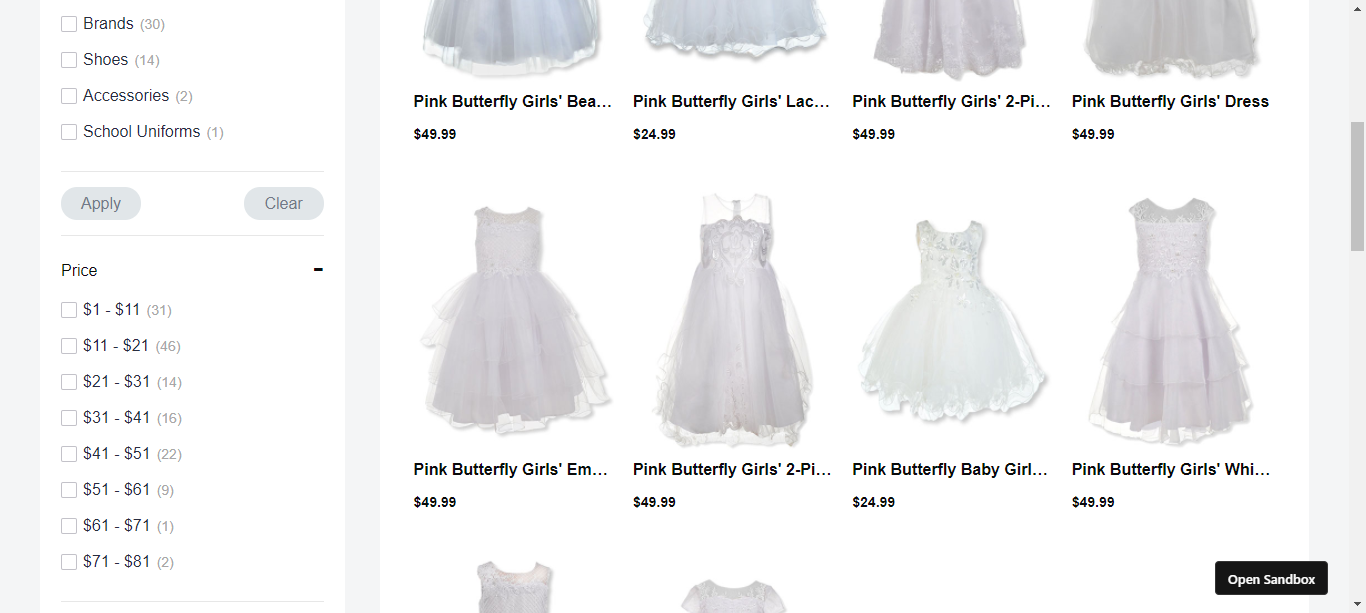 Brands (30)
Shoes (14)
Accessories (2)
School Uniforms (1)
Apply
Clear
Price
$1 - $11 (31)
$11 - $21 (46)
$21 - $31 (14)
$31 - $41 (16)
$41 - $51 (22)
$51 - $61 (9)
$61 - $71 (1)
$71 - $81 (2)
Pink Butterfly Girls' Bea...
$49.99
Pink Butterfly Girls' Lac...
$24.99
Pink Butterfly Girls' 2-Pi...
$49.99
Pink Butterfly Girls' Dress
$49.99
Pink Butterfly Girls' Em...
$49.99
Pink Butterfly Girls' 2-Pi...
$49.99
Pink Butterfly Baby Girl...
$24.99
Pink Butterfly Girls' Whi...
$49.99
Open Sandbox